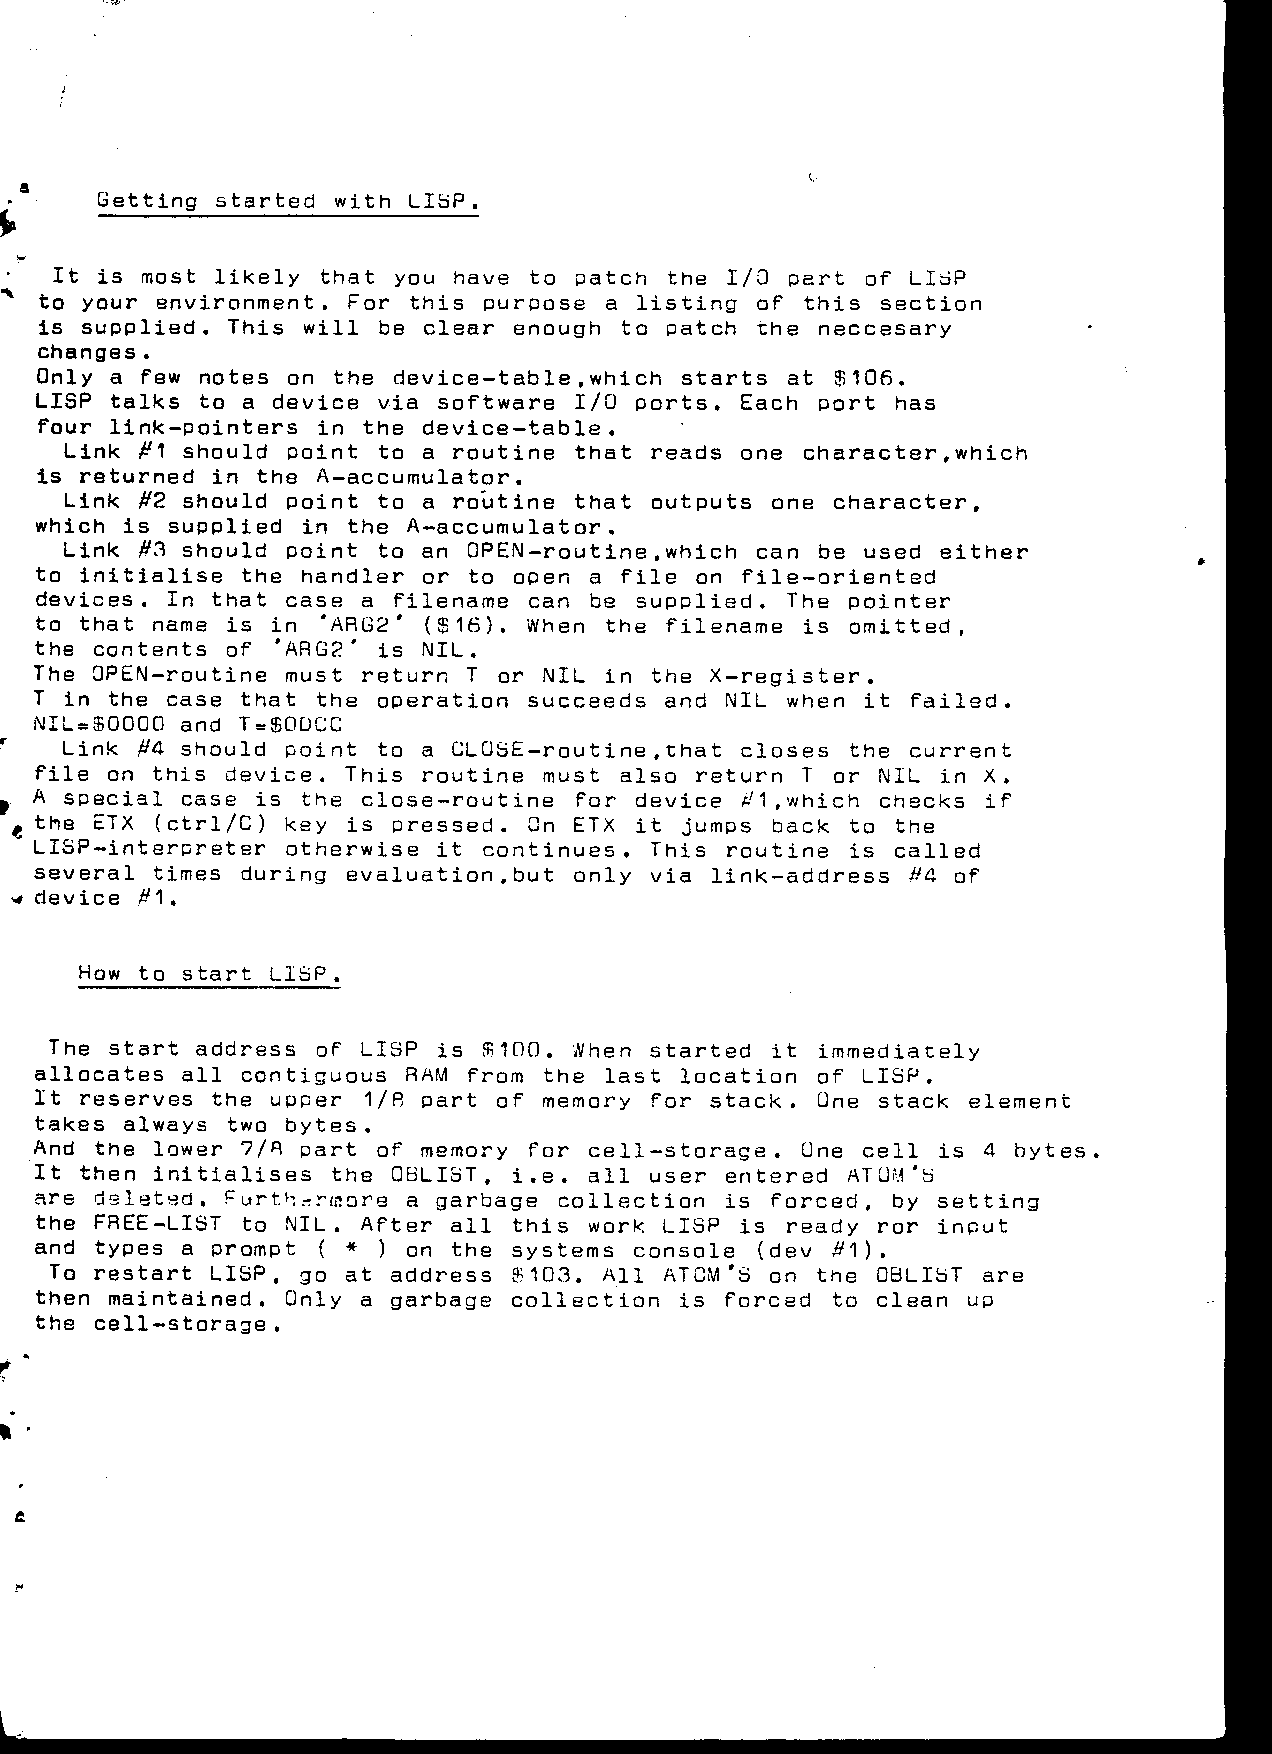 Getting started with LISP.
It is most likely that you have to patch the I/O part of LISP
to your environment. For this purpose a listing of this section
is supplied. This will be clear enough to patch the neccesary
changes.
Only a few notes on the device-table,which starts at $106.
LISP talks to a device via software I/O ports. Each port has
four link-pointers in the device-table.
Link #1 should point to a routine that reads one character,which
is returned in the A-accumulator.
Link #2 should point to a routine that outputs one character,
which is supplied in the A-accumulator.
Link #3 should point to an OPEN-routine,which can be used either
to initialise the handler or to open a file on file-oriented
devices. In that case a filename can be supplied. The pointer
to that name is in 'ARG2' ($16). When the filename is omitted,
the contents of 'ARG2' is NIL.
The OPEN-routine must return T or NIL in the X-register.
T in the case that the operation succeeds and NIL when it failed.
NIL=$0000 and
Link #4 should point to a CLOSE-routine,that closes the current
file on this device. This routine must also return T or NIL in X.
A special case is the close-routine for device #1,which checks if
the ETX (ctrl/C) key is pressed. On ETX it jumps back to the
LISP-interpreter otherwise it continues. This routine is called
several times during evaluation,but only via link-address #4 of
device #1.
How to start LISP.
The start address of LISP is $100. When started it immediately
allocates all contiguous RAM from the last location of LISP.
It reserves the upper 1/8 part of memory for stack. One stack element
takes always two bytes.
And the lower 7/8 part of memory for cell-storage. One cell is 4 bytes.
It then initialises the OBLIST, i.e. all user entered ATOM'S
are deleted. Furthermore a garbage collection is forced, by setting
the FREE-LIST to NIL. After all this work LISP is ready ror input
and types a prompt ( * ) on the systems console (dev #1).
To restart LISP, go at address $103. All ATOM'S on the OBLIST are
then maintained. Only a garbage collection is forced to clean up
the cell-storage.